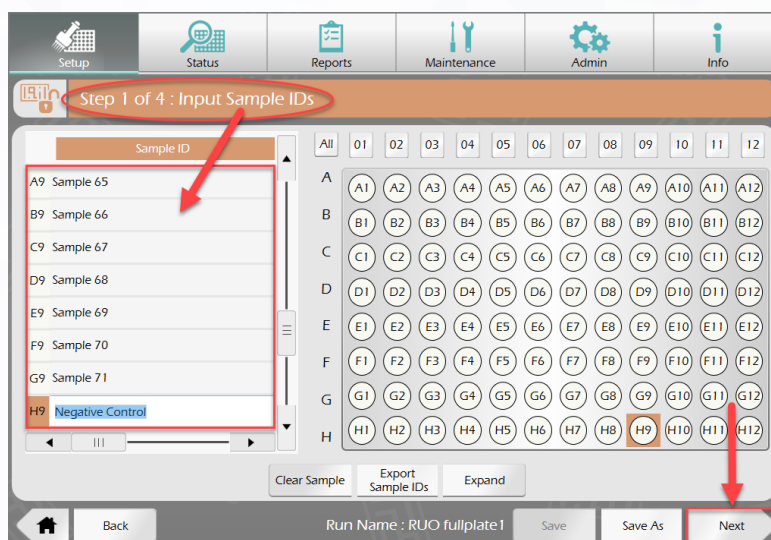 Setup Status Reports Maintenance Admin Info
Step 1 of 4 : Input Sample IDs
Sample ID All 01 02 03 04 05 06 07 08 09 10 11 12
A9 Sample 65 A A1 A2 A3 A4 A5 A6 A7 A8 A9 A10 A11 A12
B9 Sample 66 B B1 B2 B3 B4 B5 B6 B7 B8 B9 B10 B11 B12
C9 Sample 67 C C1 C2 C3 C4 C5 C6 C7 C8 C9 C10 C11 C12
D9 Sample 68 D D1 D2 D3 D4 D5 D6 D7 D8 D9 D10 D11 D12
E9 Sample 69 E E1 E2 E3 E4 E5 E6 E7 E8 E9 E10 E11 E12
F9 Sample 70 F F1 F2 F3 F4 F5 F6 F7 F8 F9 F10 F11 F12
G9 Sample 71 G G1 G2 G3 G4 G5 G6 G7 G8 G9 G10 G11 G12
H9 Negative Control H H1 H2 H3 H4 H5 H6 H7 H8 H9 H10 H11 H12
Clear Sample Export Sample IDs Expand
Back Run Name : RUO fullplate1 Save Save As Next